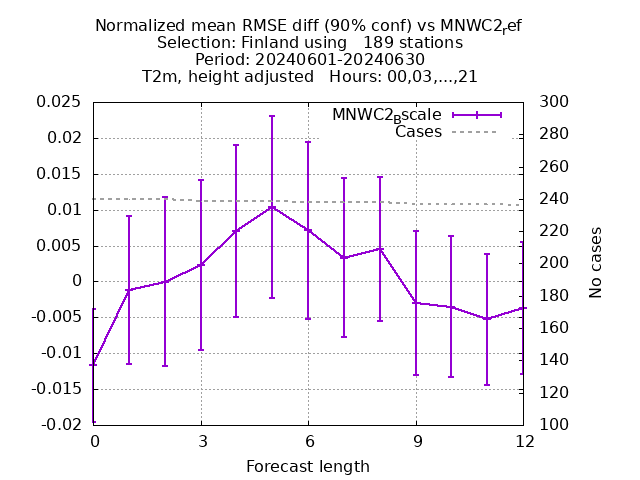 Normalized mean RMSE diff (90% conf) vs MNWC2ref
Selection: Finland using   189 stations
Period: 20240601-20240630
T2m, height adjusted   Hours: 00,03,...,21
MNWC2Bscale
Cases
0.025
0.02
0.015
0.01
0.005
0
-0.005
-0.01
-0.015
-0.02
300
280
260
240
220
200
180
160
140
120
100
No cases
0 3 6 9 12
Forecast length